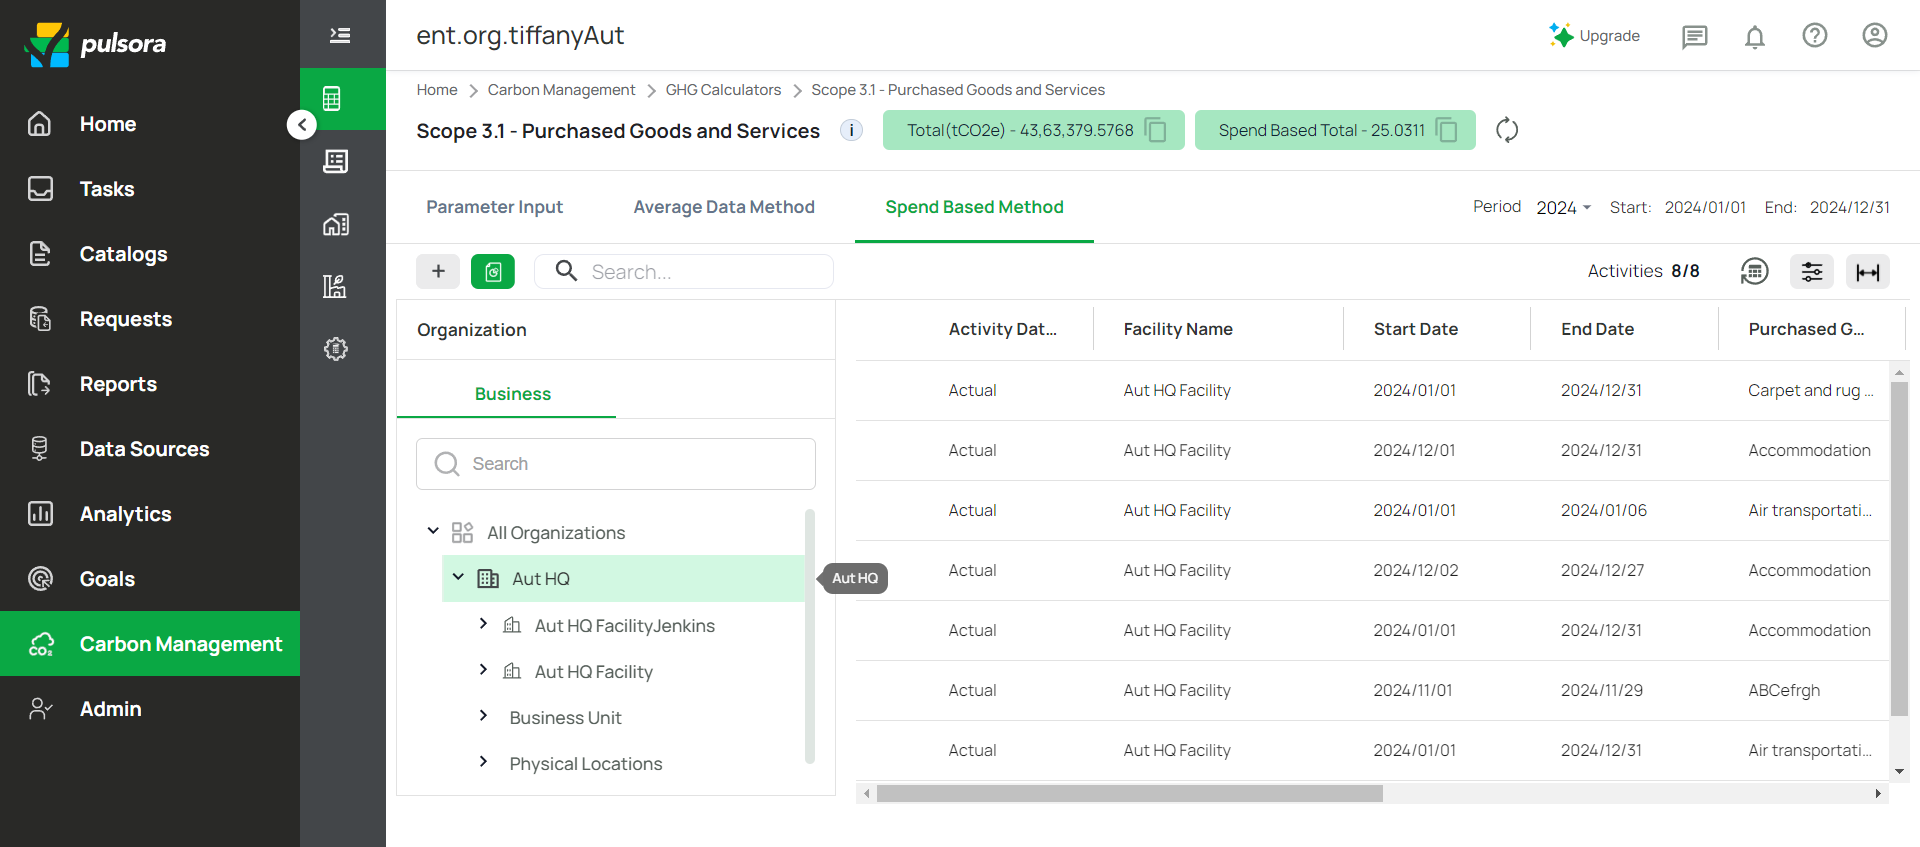 pulsora
ent.org.tiffanyAut
Upgrade
Home
Tasks
Catalogs
Requests
Reports
Data Sources
Analytics
Goals
Carbon Management
Admin
Home > Carbon Management > GHG Calculators > Scope 3.1 - Purchased Goods and Services
Scope 3.1 - Purchased Goods and Services i Total(tCO2e) - 43,63,379.5768 Spend Based Total - 25.0311
Parameter Input Average Data Method Spend Based Method Period 2024 Start: 2024/01/01 End: 2024/12/31
+ Search... Activities 8/8
Organization
Business
Search
All Organizations
Aut HQ
Aut HQ
Aut HQ FacilityJenkins
Aut HQ Facility
Business Unit
Physical Locations
Activity Dat... Facility Name Start Date End Date Purchased G...
Actual Aut HQ Facility 2024/01/01 2024/12/31 Carpet and rug ...
Actual Aut HQ Facility 2024/12/01 2024/12/31 Accommodation
Actual Aut HQ Facility 2024/01/01 2024/01/06 Air transportati...
Actual Aut HQ Facility 2024/12/02 2024/12/27 Accommodation
Actual Aut HQ Facility 2024/01/01 2024/12/31 Accommodation
Actual Aut HQ Facility 2024/11/01 2024/11/29 ABCefrgh
Actual Aut HQ Facility 2024/01/01 2024/12/31 Air transportati...